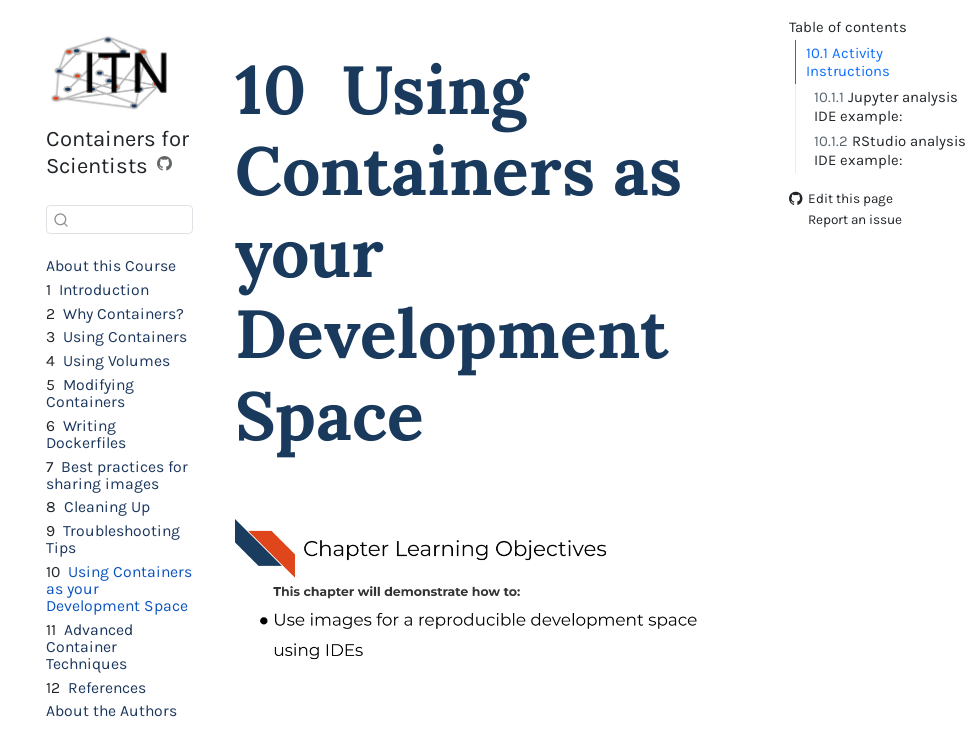 ITN
Containers for
Scientists
About this Course
1 Introduction
2 Why Containers?
3 Using Containers
4 Using Volumes
5 Modifying
Containers
6 Writing
Dockerfiles
7 Best practices for
sharing images
8 Cleaning Up
9 Troubleshooting
Tips
10 Using Containers
as your
Development Space
11 Advanced
Container
Techniques
12 References
About the Authors
10 Using
Containers as
your
Development
Space
Chapter Learning Objectives
This chapter will demonstrate how to:
● Use images for a reproducible development space
using IDEs
Table of contents
10.1 Activity
Instructions
10.1.1 Jupyter analysis
IDE example:
10.1.2 RStudio analysis
IDE example:
Edit this page
Report an issue